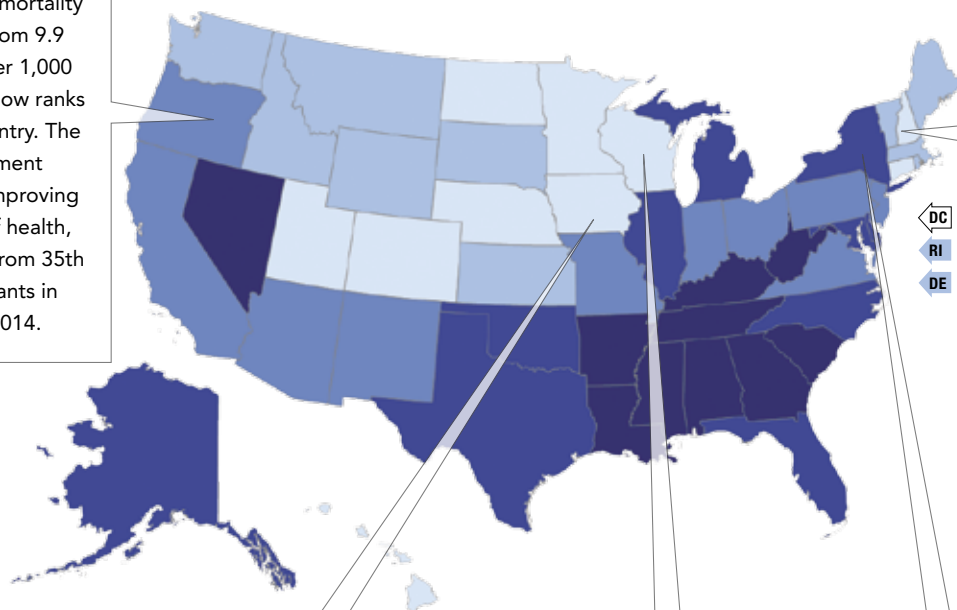 mortality
om 9.9
er 1,000
ow ranks
ntry. The
ment
mproving
f health,
rom 35th
ants in
014.
DC
RI
DE